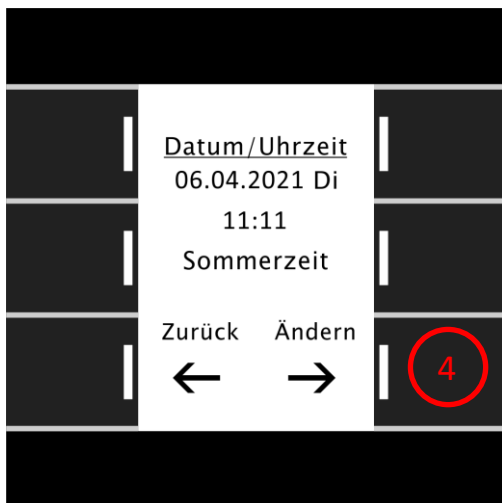 Datum/Uhrzeit
06.04.2021 Di
11:11
Sommerzeit
Zurück Ändern
4